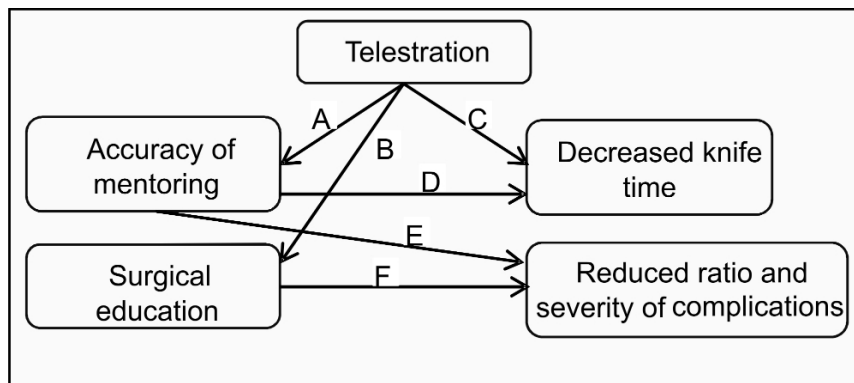 Telestration
A
B
C
Accuracy of
mentoring
Decreased knife
time
D
E
Surgical
education
F
Reduced ratio and
severity of complications